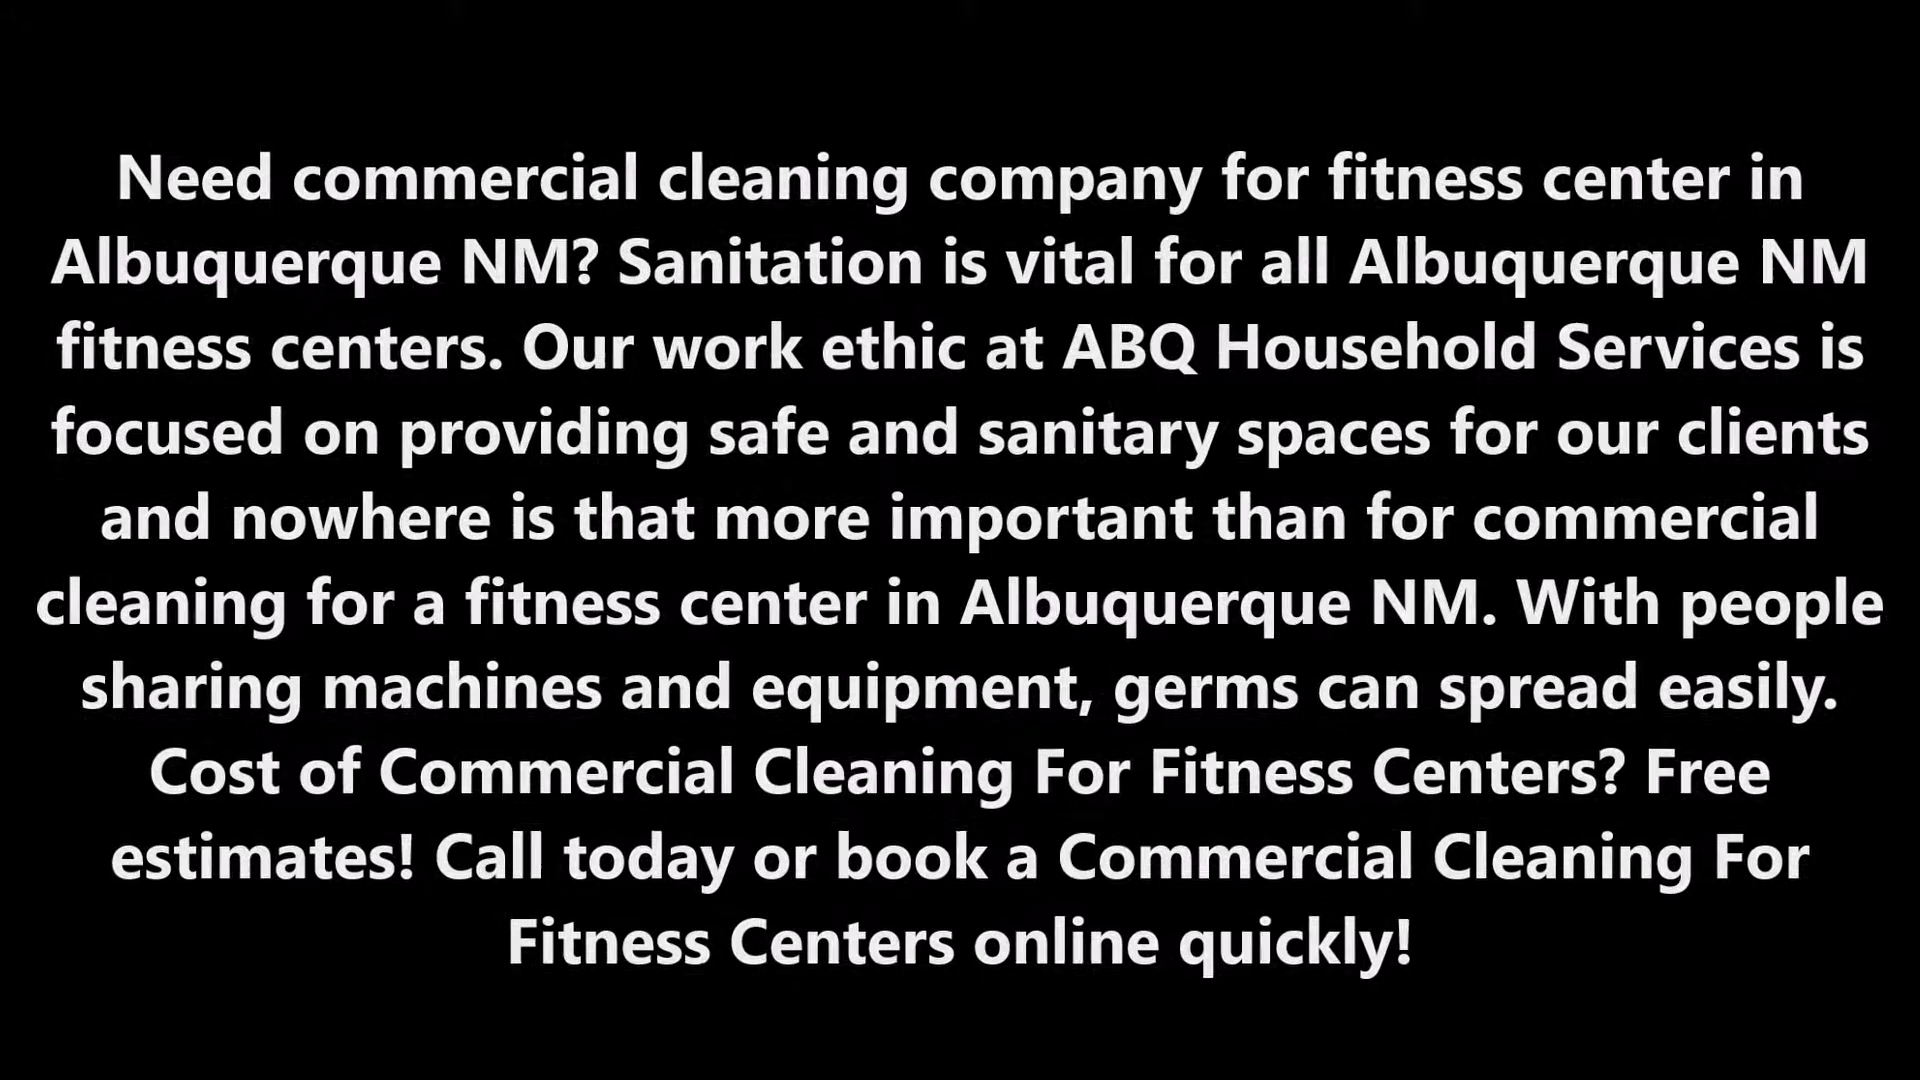 Need commercial cleaning company for fitness center in
Albuquerque NM? Sanitation is vital for all Albuquerque NM
fitness centers. Our work ethic at ABQ Household Services is
focused on providing safe and sanitary spaces for our clients
and nowhere is that more important than for commercial
cleaning for a fitness center in Albuquerque NM. With people
sharing machines and equipment, germs can spread easily.
Cost of Commercial Cleaning For Fitness Centers? Free
estimates! Call today or book a Commercial Cleaning For
Fitness Centers online quickly!